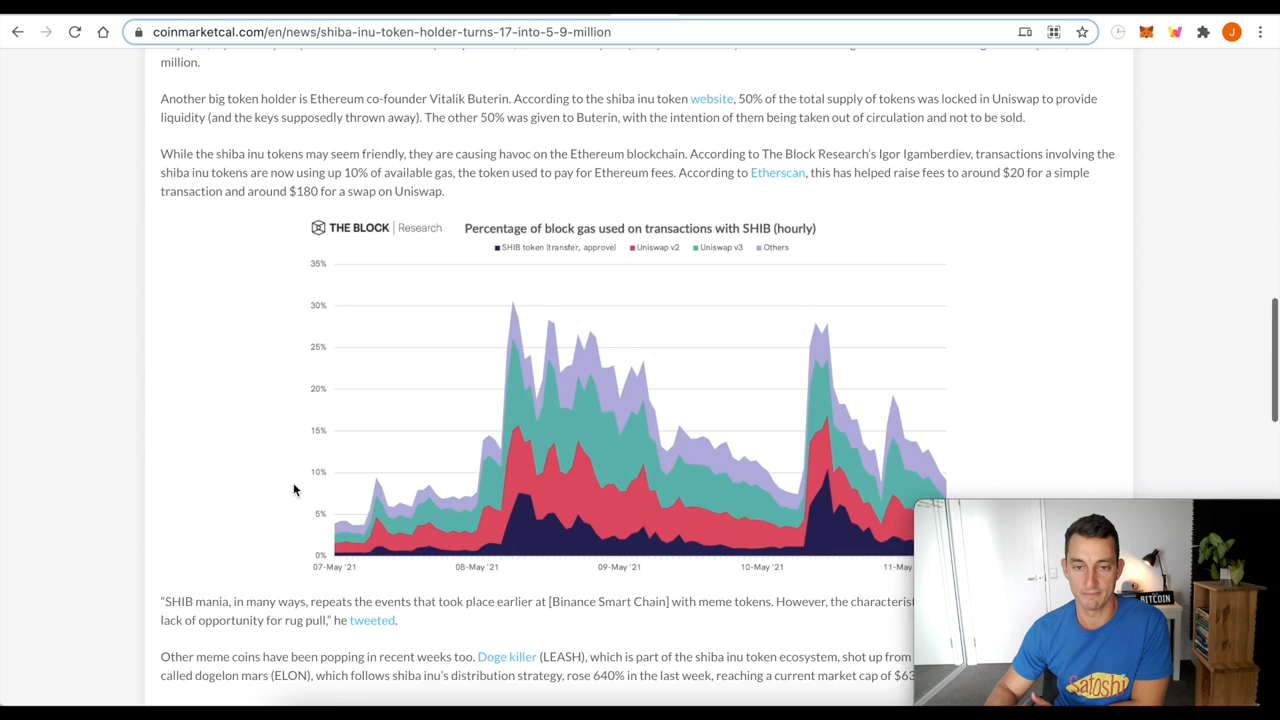 coinmarketcal.com/en/news/shiba-inu-token-holder-turns-17-into-5-9-million
J
million.
Another big token holder is Ethereum co-founder Vitalik Buterin. According to the shiba inu token website, 50% of the total supply of tokens was locked in Uniswap to provide
liquidity (and the keys supposedly thrown away). The other 50% was given to Buterin, with the intention of them being taken out of circulation and not to be sold.
While the shiba inu tokens may seem friendly, they are causing havoc on the Ethereum blockchain. According to The Block Research's Igor Igamberdiev, transactions involving the
shiba inu tokens are now using up 10% of available gas, the token used to pay for Ethereum fees. According to Etherscan, this has helped raise fees to around $20 for a simple
transaction and around $180 for a swap on Uniswap.
THE BLOCK | Research
Percentage of block gas used on transactions with SHIB (hourly)
SHIB token (transfer, approve) Uniswap v2 Uniswap v3 Others
35%
30%
25%
20%
15%
10%
5%
0%
07-May '21 08-May '21 09-May '21 10-May '21 11-May
"SHIB mania, in many ways, repeats the events that took place earlier at [Binance Smart Chain] with meme tokens. However, the characterist
lack of opportunity for rug pull," he tweeted.
Other meme coins have been popping in recent weeks too. Doge killer (LEASH), which is part of the shiba inu token ecosystem, shot up from
called dogelon mars (ELON), which follows shiba inu's distribution strategy, rose 640% in the last week, reaching a current market cap of $63
BITCOIN
Satoshi